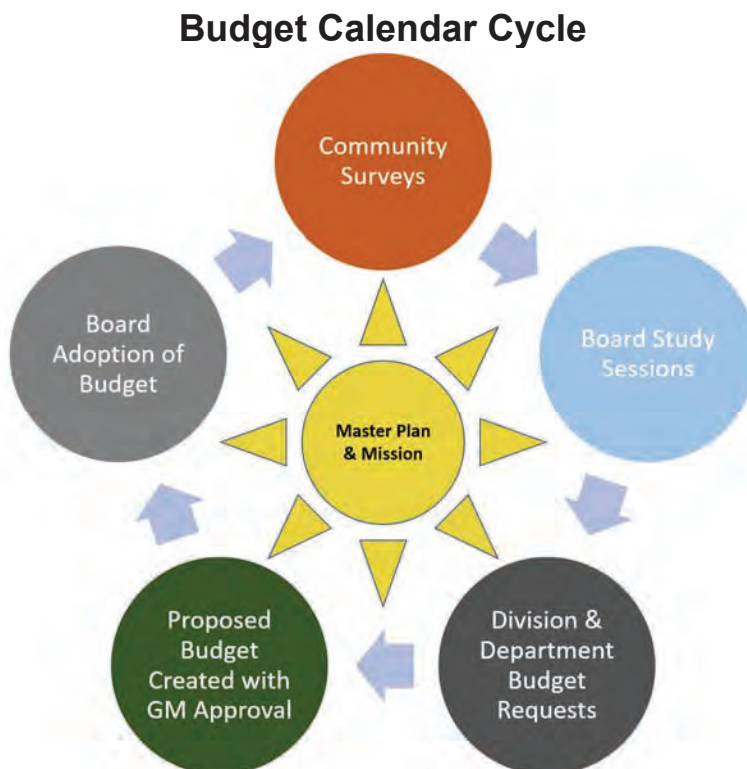 Budget Calendar Cycle
Community
Surveys
Board Study
Sessions
Division &
Department
Budget
Requests
Proposed
Budget
Created with
GM Approval
Board
Adoption of
Budget
Master Plan
& Mission